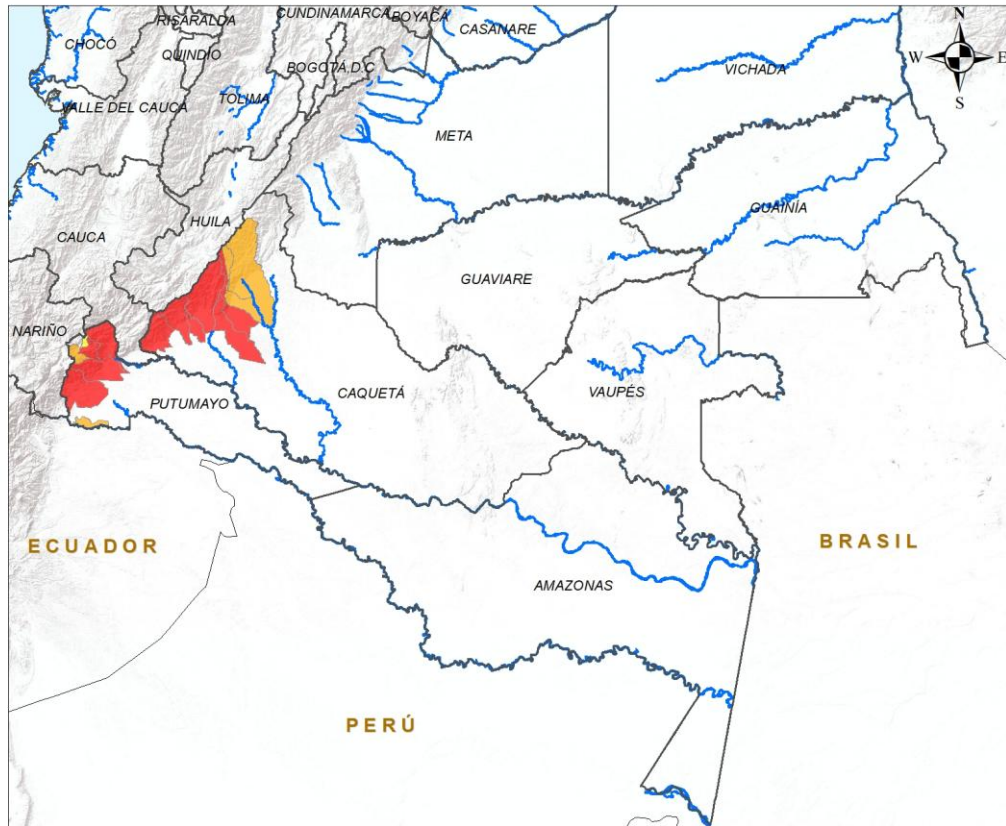 CUNDINAMARCA
BOYACÁ
RISARALDA
CASANARE
N
CHOCÓ
QUINDIO
BOGOTÁ D.C
W
E
VICHADA
S
VALLE DEL CAUCA
TOLIMA
META
HUILA
GUAINÍA
CAUCA
GUAVIARE
NARIÑO
CAQUETÁ
VAUPÉS
PUTUMAYO
ECUADOR
BRASIL
AMAZONAS
PERÚ